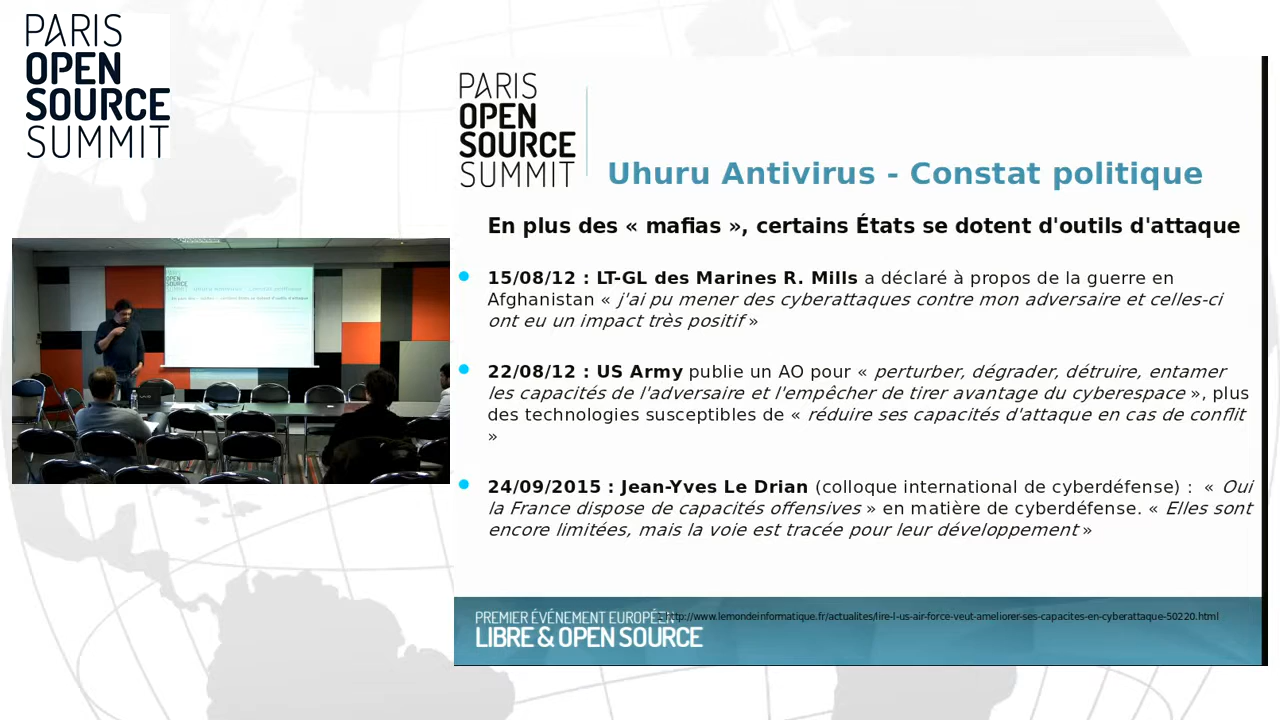 PARIS
OPEN
SOURCE
SUMMIT
PARIS
OPEN
SOURCE
SUMMIT
Uhuru Antivirus - Constat politique
En plus des « mafias », certains États se dotent d'outils d'attaque
15/08/12 : LT-GL des Marines R. Mills a déclaré à propos de la guerre en
Afghanistan « j'ai pu mener des cyberattaques contre mon adversaire et celles-ci
ont eu un impact très positif »
22/08/12 : US Army publie un AO pour « perturber, dégrader, détruire, entamer
les capacités de l'adversaire et l'empêcher de tirer avantage du cyberespace », plus
des technologies susceptibles de « réduire ses capacités d'attaque en cas de conflit
»
24/09/2015 : Jean-Yves Le Drian (colloque international de cyberdéfense) : « Oui
la France dispose de capacités offensives » en matière de cyberdéfense. « Elles sont
encore limitées, mais la voie est tracée pour leur développement »
PREMIER ÉVÉNEMENT EUROPÉEN
http://www.lemondeinformatique.fr/actualites/lire-l-us-air-force-veut-ameliorer-ses-capacites-en-cyberattaque-50220.html
LIBRE & OPEN SOURCE